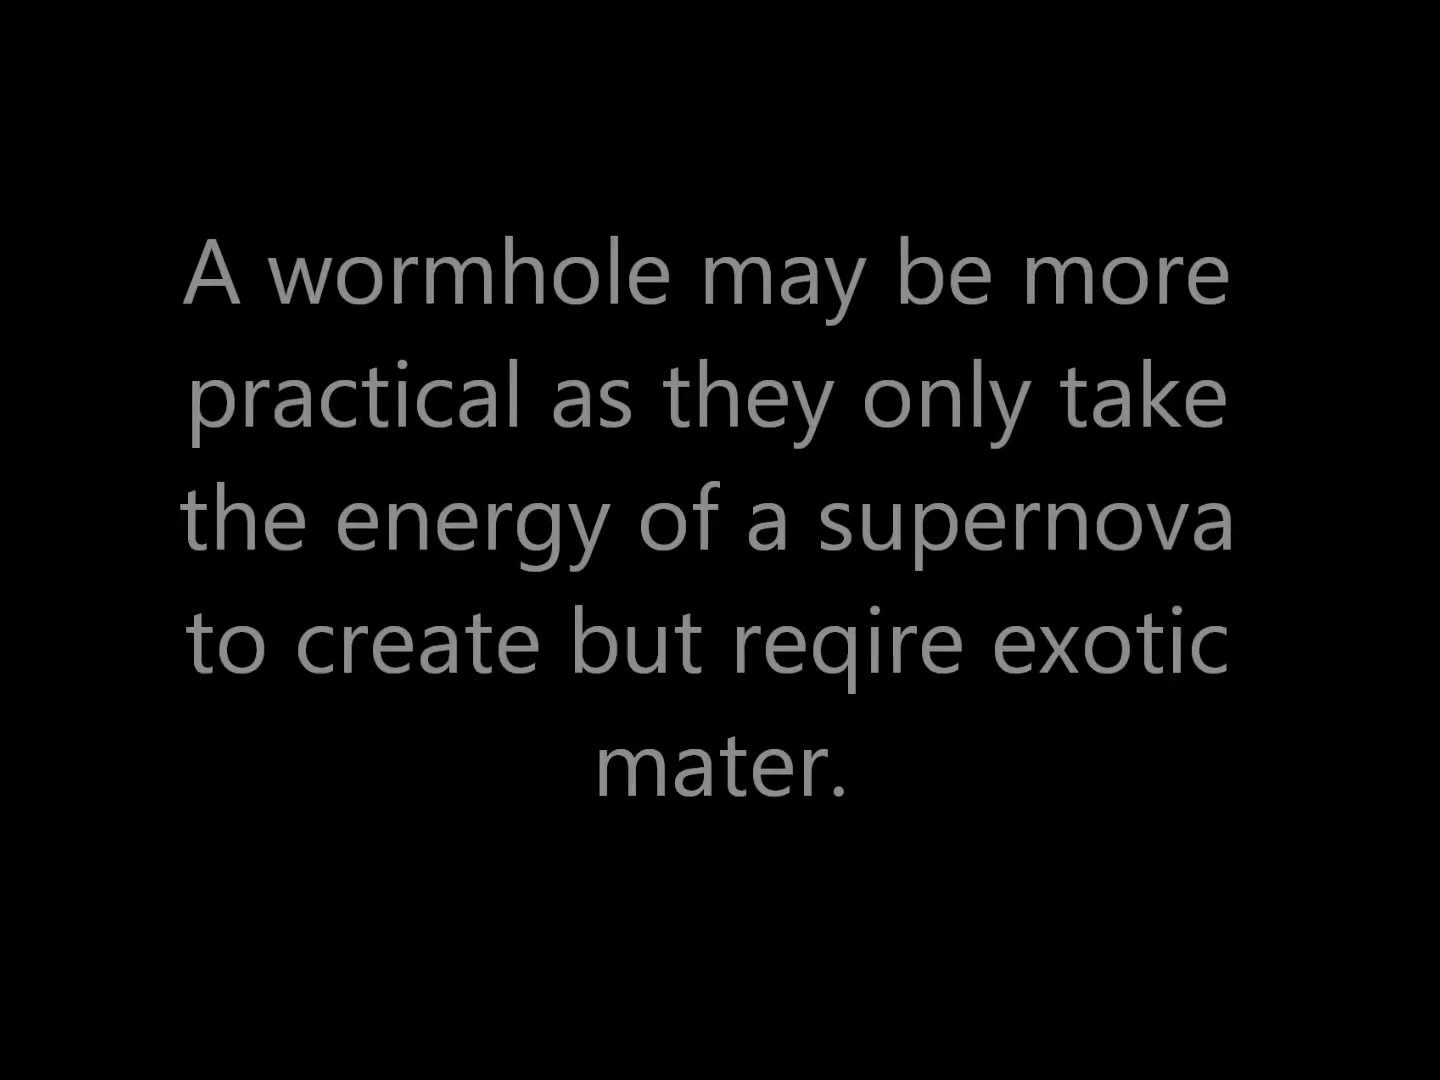 A wormhole may be more
practical as they only take
the energy of a supernova
to create but reqire exotic
mater.